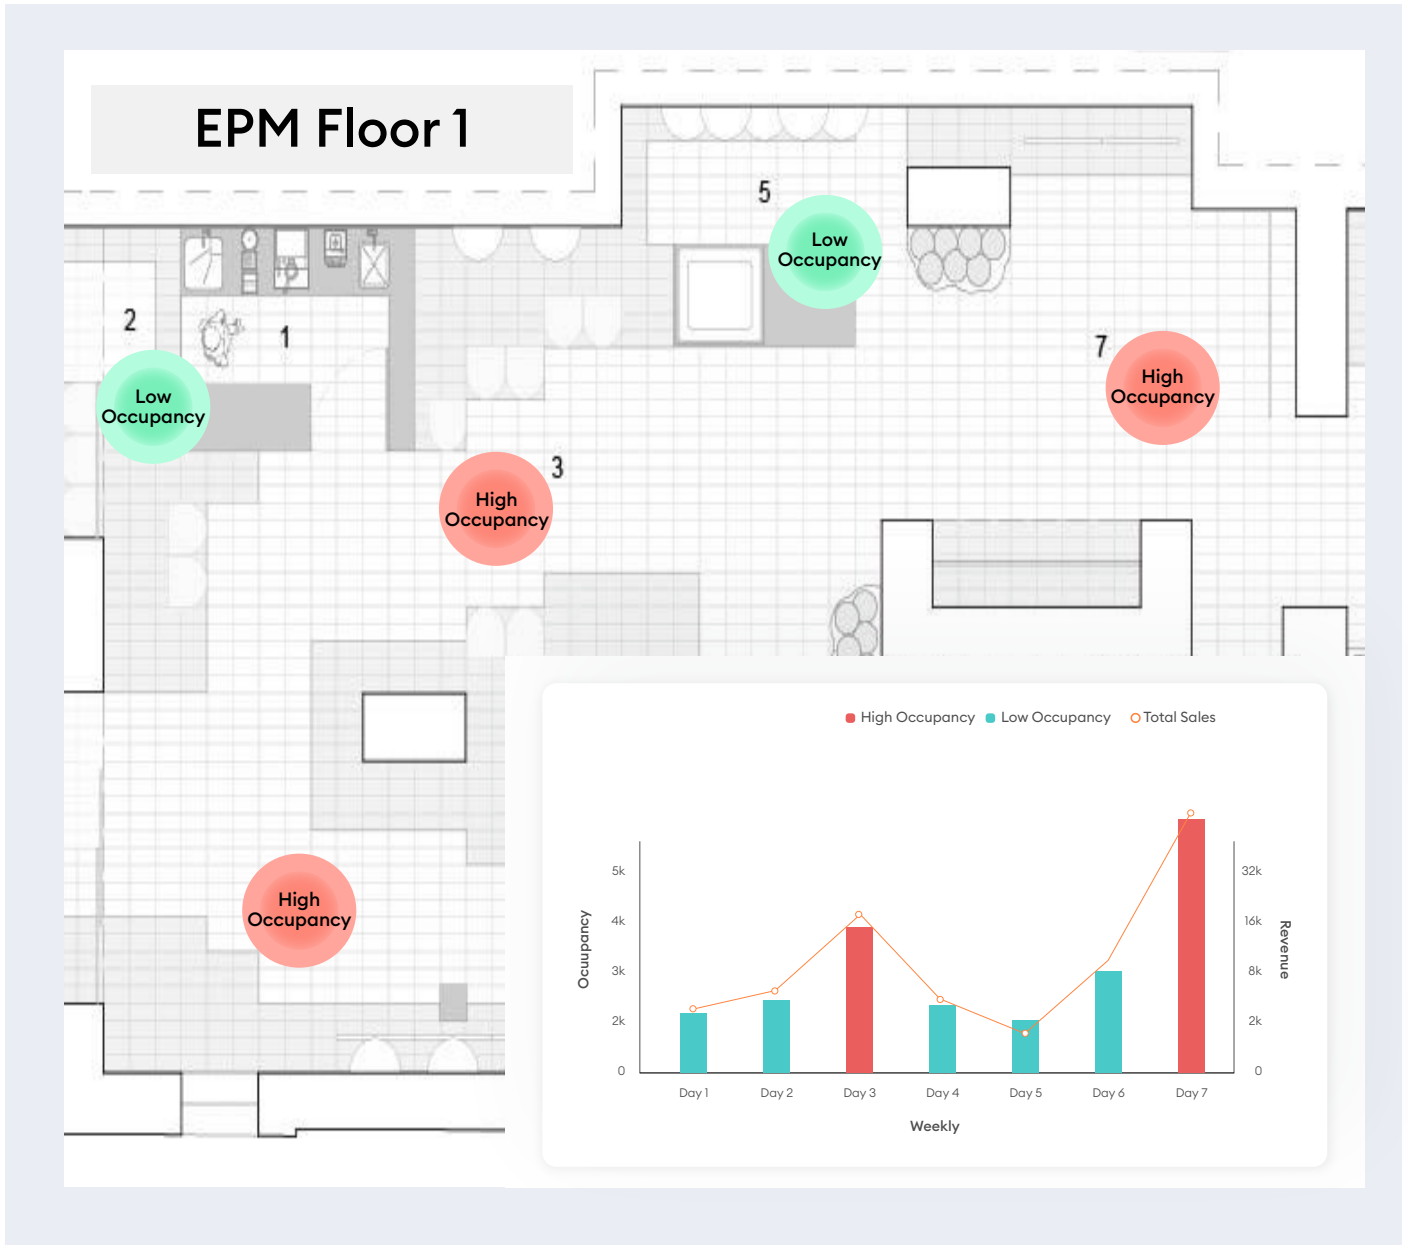 EPM Floor 1
5
Low
Occupancy
2
1
7
High
Occupancy
Low
Occupancy
3
High
Occupancy
High
Occupancy
High Occupancy
Low Occupancy
Total Sales
5k
4k
3k
2k
0
Ocuupancy
32k
16k
8k
2k
0
Revenue
Day 1
Day 2
Day 3
Day 4
Day 5
Day 6
Day 7
Weekly